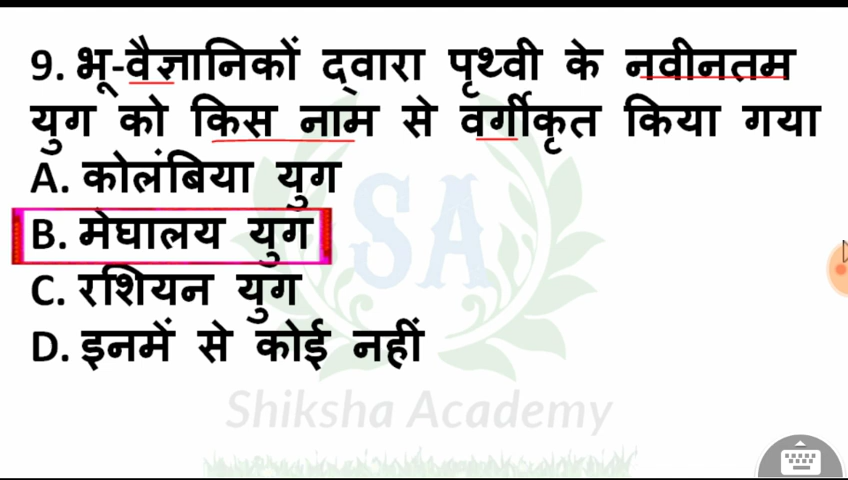 9. भू-वैज्ञानिकों द्वारा पृथ्वी के नवीनतम
युग को किस नाम से वर्गीकृत किया गया
A. कोलंबिया युग
B. मेघालय युग
C. रशियन युग
D. इनमें से कोई नहीं
SA
Shiksha Academy